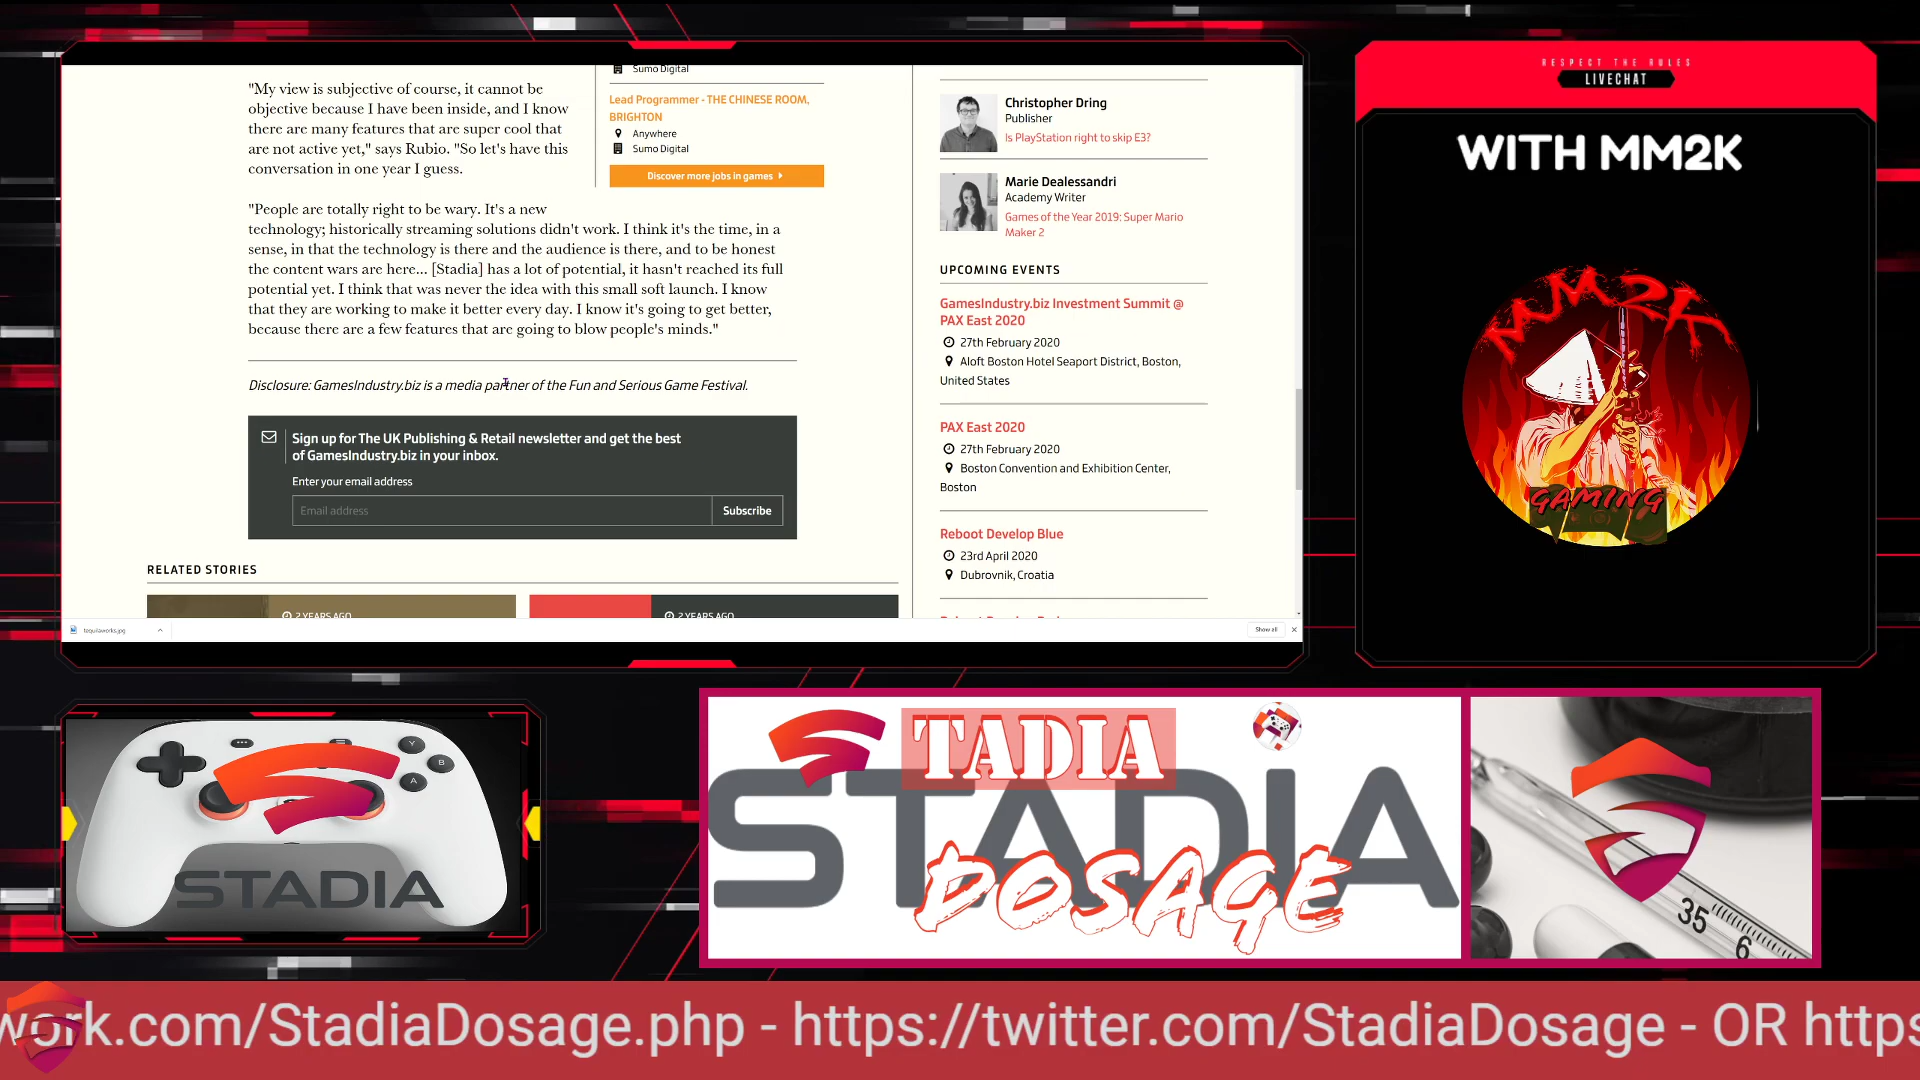 "My view is subjective of course, it cannot be
objective because I have been inside, and I know
there are many features that are super cool that
are not active yet," says Rubio. "So let's have this
conversation in one year I guess.
"People are totally right to be wary. It's a new
technology; historically streaming solutions didn't work. I think it's the time, in a
sense, in that the technology is there and the audience is there, and to be honest
the content wars are here... [Stadia] has a lot of potential, it hasn't reached its full
potential yet. I think that was never the idea with this small soft launch. I know
that they are working to make it better every day. I know it's going to get better,
because there are a few features that are going to blow people's minds."
Disclosure: GamesIndustry.biz is a media partner of the Fun and Serious Game Festival.
Sign up for The UK Publishing & Retail newsletter and get the best
of GamesIndustry.biz in your inbox.
Enter your email address
Email address
Subscribe
RELATED STORIES
2 YEARS AGO
2 YEARS AGO
Sumo Digital
Lead Programmer - THE CHINESE ROOM,
BRIGHTON
Anywhere
Sumo Digital
Discover more jobs in games
Christopher Dring
Publisher
Is PlayStation right to skip E3?
Marie Dealessandri
Academy Writer
Games of the Year 2019: Super Mario
Maker 2
UPCOMING EVENTS
GamesIndustry.biz Investment Summit @
PAX East 2020
27th February 2020
Aloft Boston Hotel Seaport District, Boston,
United States
PAX East 2020
27th February 2020
Boston Convention and Exhibition Center,
Boston
Reboot Develop Blue
23rd April 2020
Dubrovnik, Croatia
tequilaworks.jpg
Show all
RESPECT THE RULES
LIVECHAT
WITH MM2K
MM2K
GAMING
Y
B
A
STADIA
TADIA
STADIA
DOSAGE
35
6
work.com/StadiaDosage.php - https://twitter.com/StadiaDosage - OR https